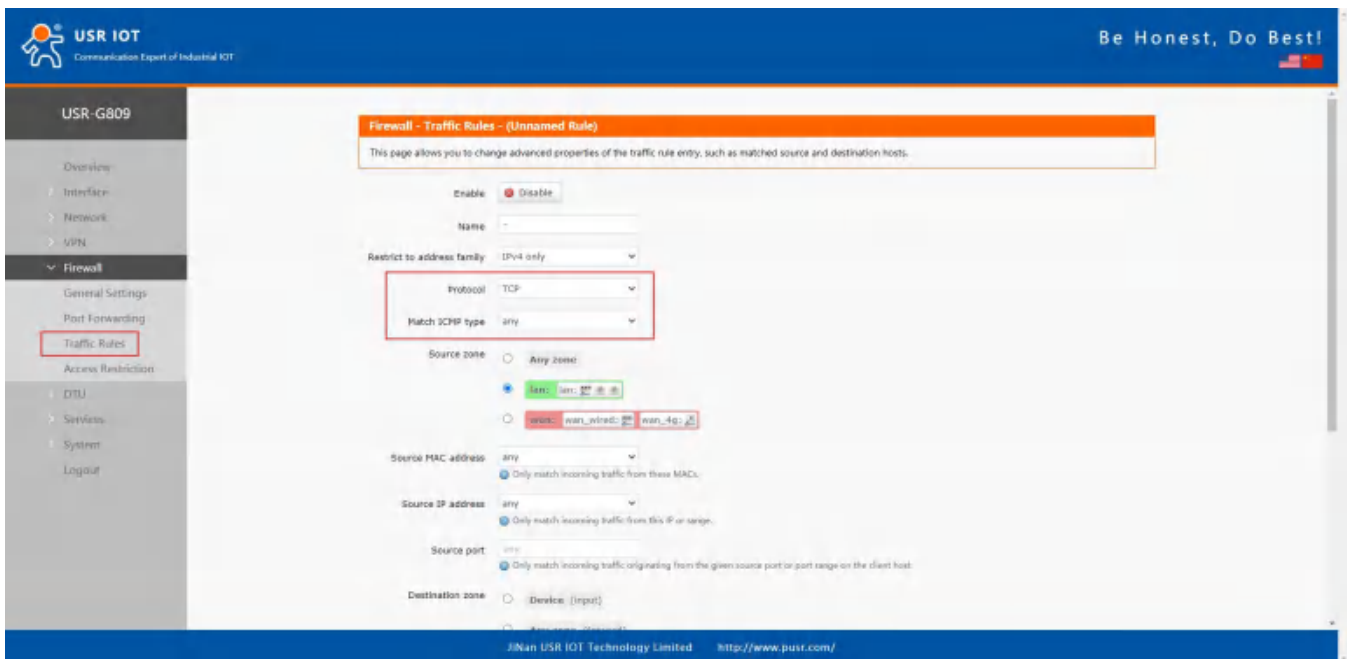 USR IOT
Communication Expert of Industrial IOT
Be Honest, Do Best!
USR-G809
Overview
Interface
Network
VPN
Firewall
General Settings
Port Forwarding
Traffic Rules
Access Restriction
DTU
Services
System
Logout
Firewall - Traffic Rules - (Unnamed Rule)
This page allows you to change advanced properties of the traffic rule entry, such as matched source and destination hosts.
Enable Disable
Name -
Restrict to address family IPv4 only
Protocol TCP
Match ICMP type any
Source zone Any zone
lan: lan:
wan: wan_wired: wan_4g:
Source MAC address any
Only match incoming traffic from these MACs.
Source IP address any
Only match incoming traffic from this IP or range.
Source port any
Only match incoming traffic originating from the given source port or port range on the client host
Destination zone Device (input)
JiNan USR IOT Technology Limited http://www.pusr.com/